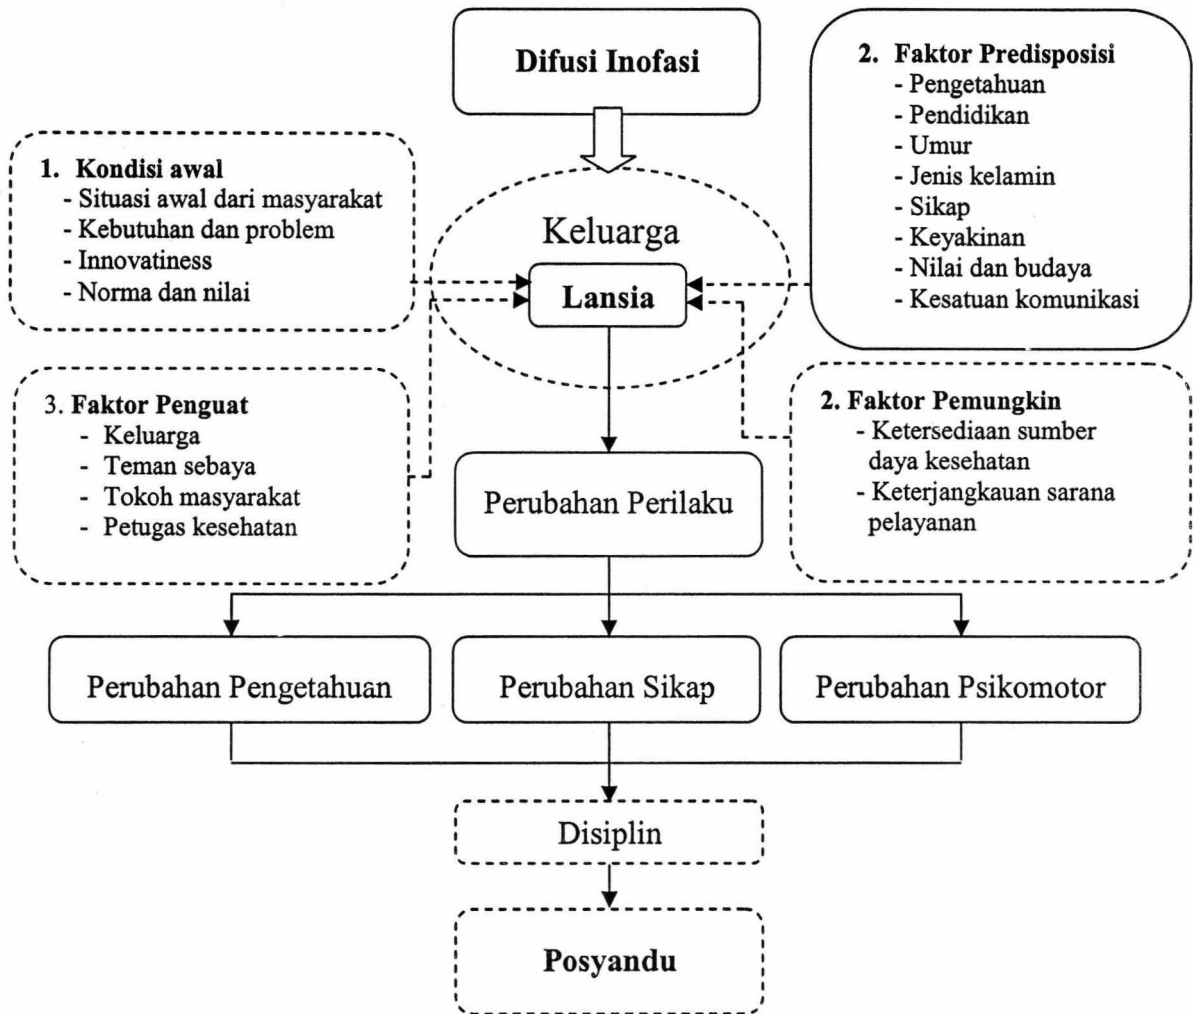 Difusi Inofasi
2. Faktor Predisposisi
- Pengetahuan
- Pendidikan
- Umur
- Jenis kelamin
- Sikap
- Keyakinan
- Nilai dan budaya
- Kesatuan komunikasi
1. Kondisi awal
- Situasi awal dari masyarakat
- Kebutuhan dan problem
- Innovatiness
- Norma dan nilai
Keluarga
Lansia
3. Faktor Penguat
- Keluarga
- Teman sebaya
- Tokoh masyarakat
- Petugas kesehatan
2. Faktor Pemungkin
- Ketersediaan sumber
daya kesehatan
- Keterjangkauan sarana
pelayanan
Perubahan Perilaku
Perubahan Pengetahuan
Perubahan Sikap
Perubahan Psikomotor
Disiplin
Posyandu